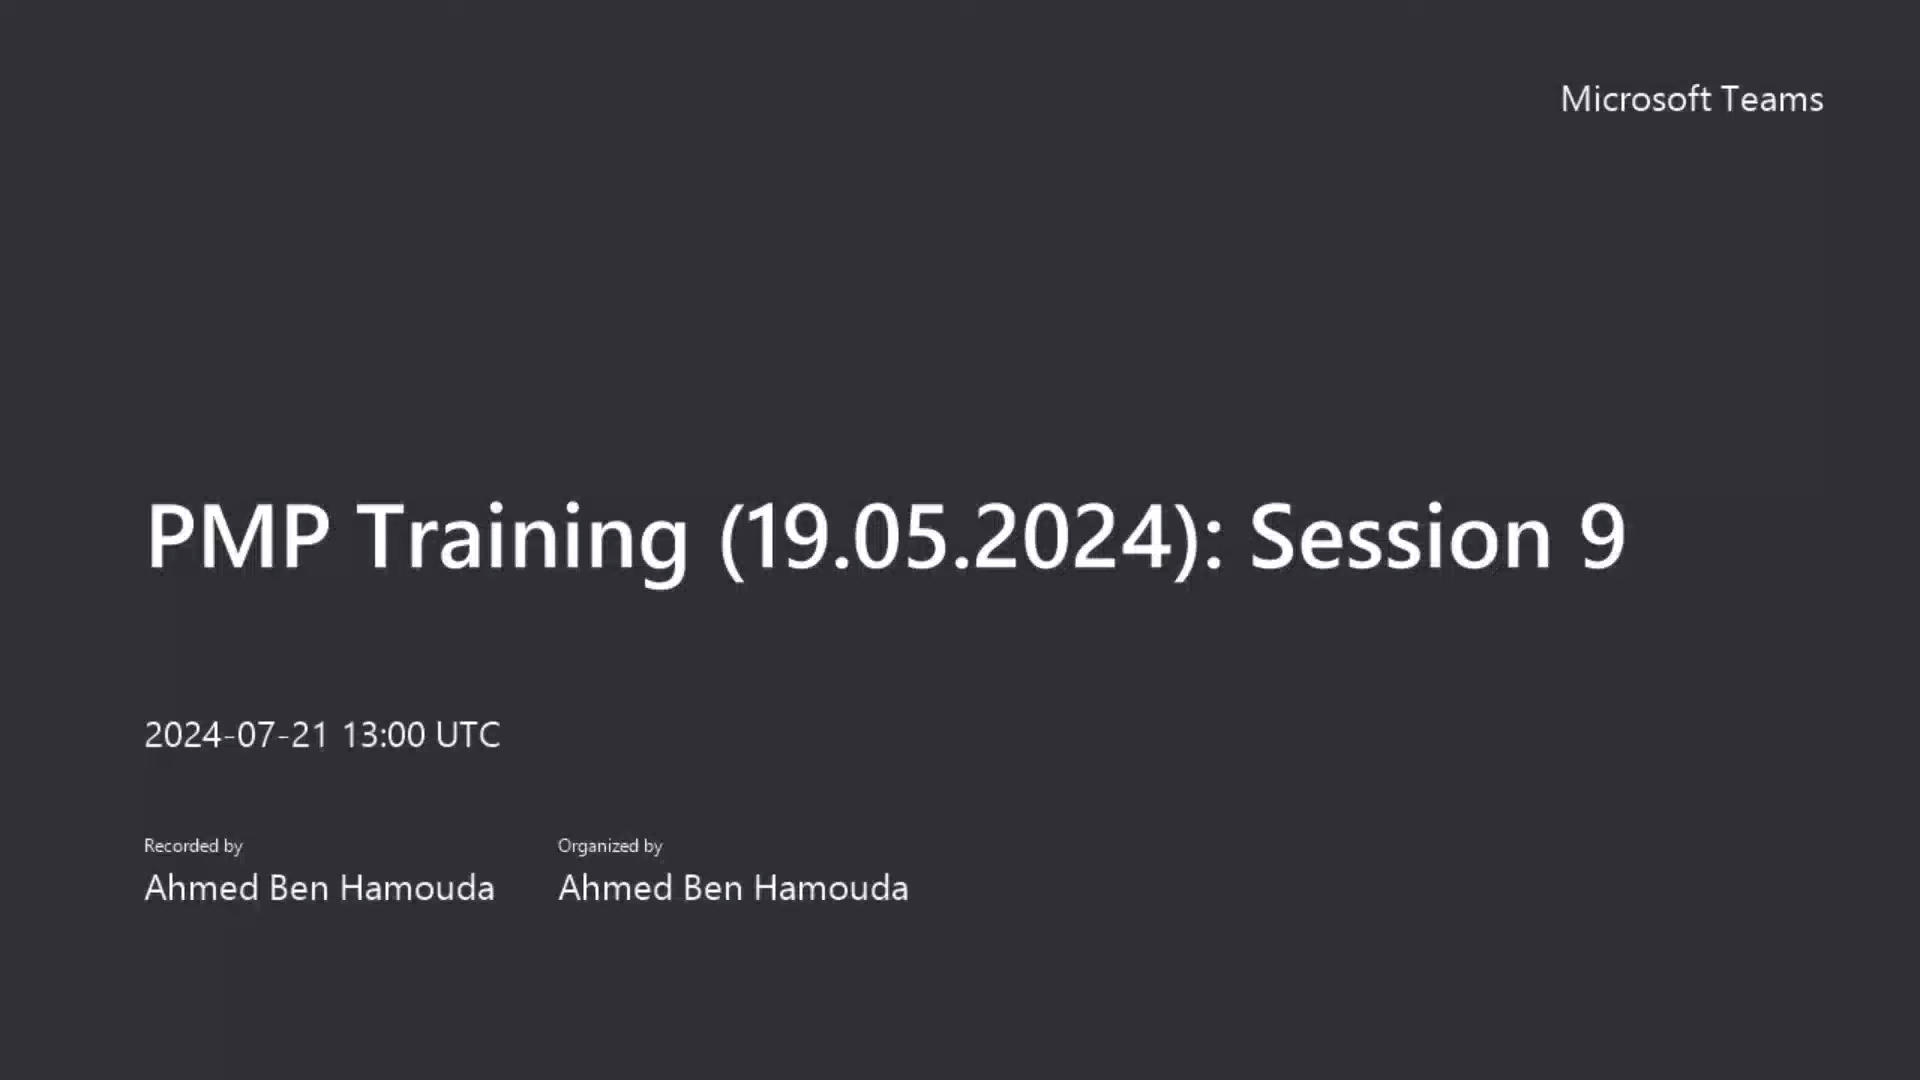 Microsoft Teams
PMP Training (19.05.2024): Session 9
2024-07-21 13:00 UTC
Recorded by
Ahmed Ben Hamouda
Organized by
Ahmed Ben Hamouda